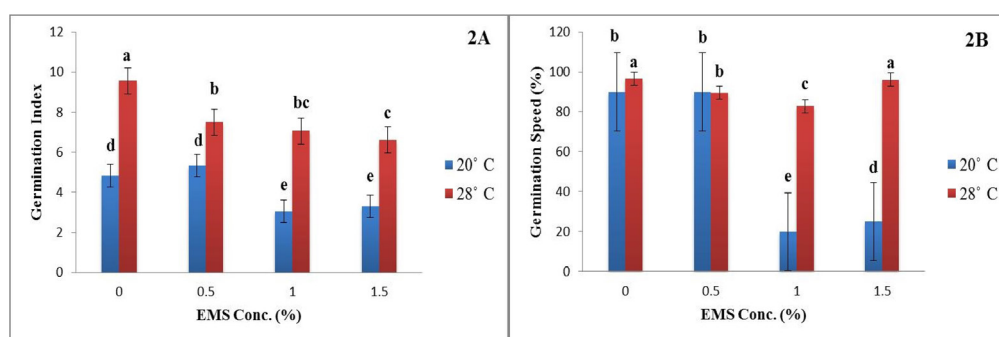 2A
12
10
8
6
4
2
0
Germination Index
a
b
bc
c
d
d
e
e
0 0.5 1 1.5
EMS Conc. (%)
20˚ C
28˚ C
2B
120
100
80
60
40
20
0
Germination Speed (%)
b b
a b c a
e d
0 0.5 1 1.5
EMS Conc. (%)
20˚ C
28˚ C